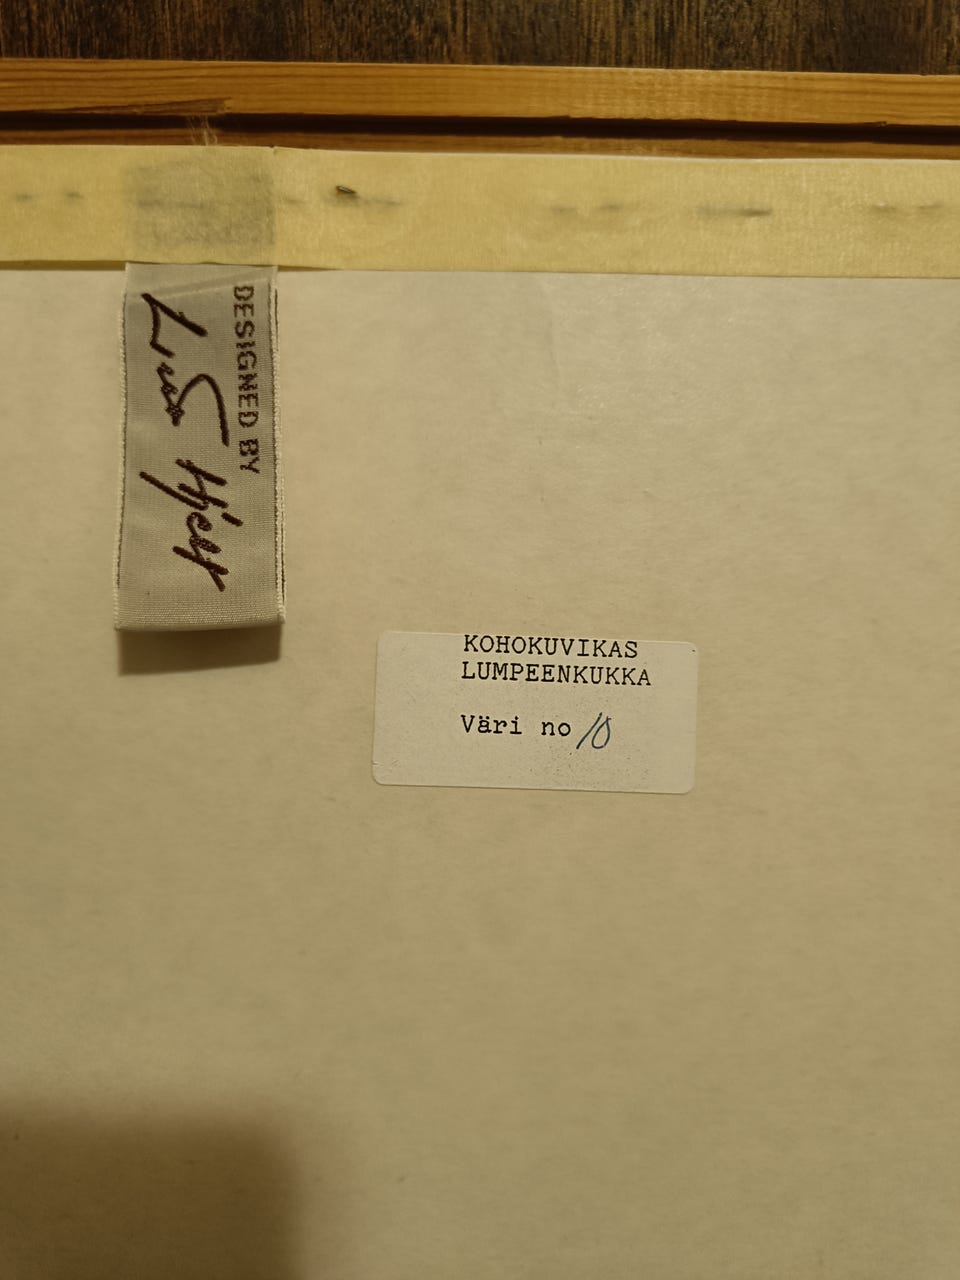 DESIGNED BY
KOHOKUVIKAS
LUMPEENKUKKA
Väri no 10